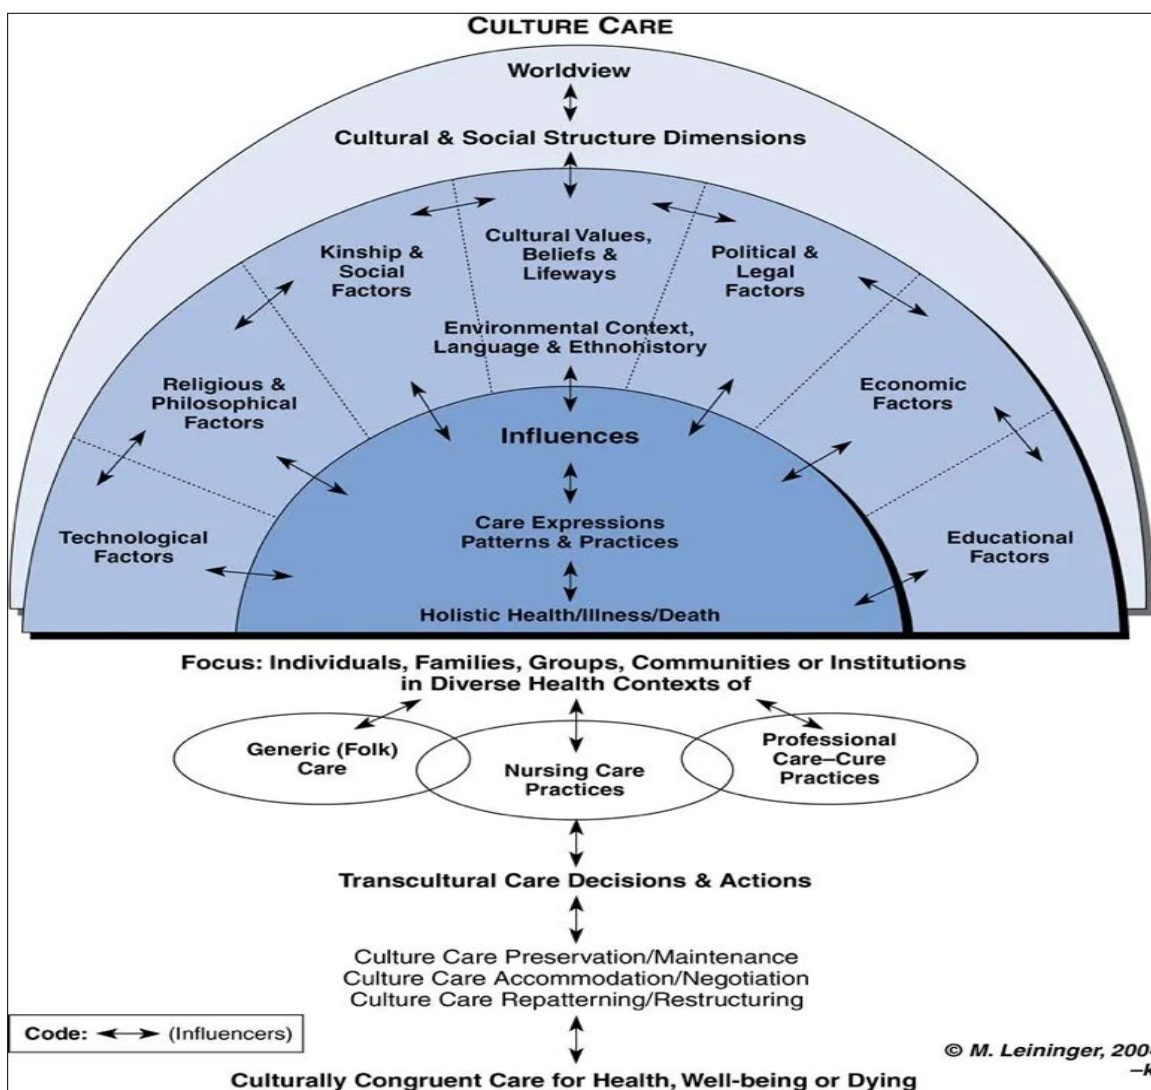 CULTURE CARE
Worldview
Cultural & Social Structure Dimensions
Cultural Values,
Beliefs &
Lifeways
Kinship &
Social
Factors
Political &
Legal
Factors
Environmental Context,
Language & Ethnohistory
Religious &
Philosophical
Factors
Economic
Factors
Influences
Care Expressions
Patterns & Practices
Technological
Factors
Educational
Factors
Holistic Health/Illness/Death
Focus: Individuals, Families, Groups, Communities or Institutions
in Diverse Health Contexts of
Generic (Folk)
Care
Nursing Care
Practices
Professional
Care–Cure
Practices
Transcultural Care Decisions & Actions
Culture Care Preservation/Maintenance
Culture Care Accommodation/Negotiation
Culture Care Repatterning/Restructuring
Code: ↔ (Influencers)
© M. Leininger, 200
Culturally Congruent Care for Health, Well-being or Dying